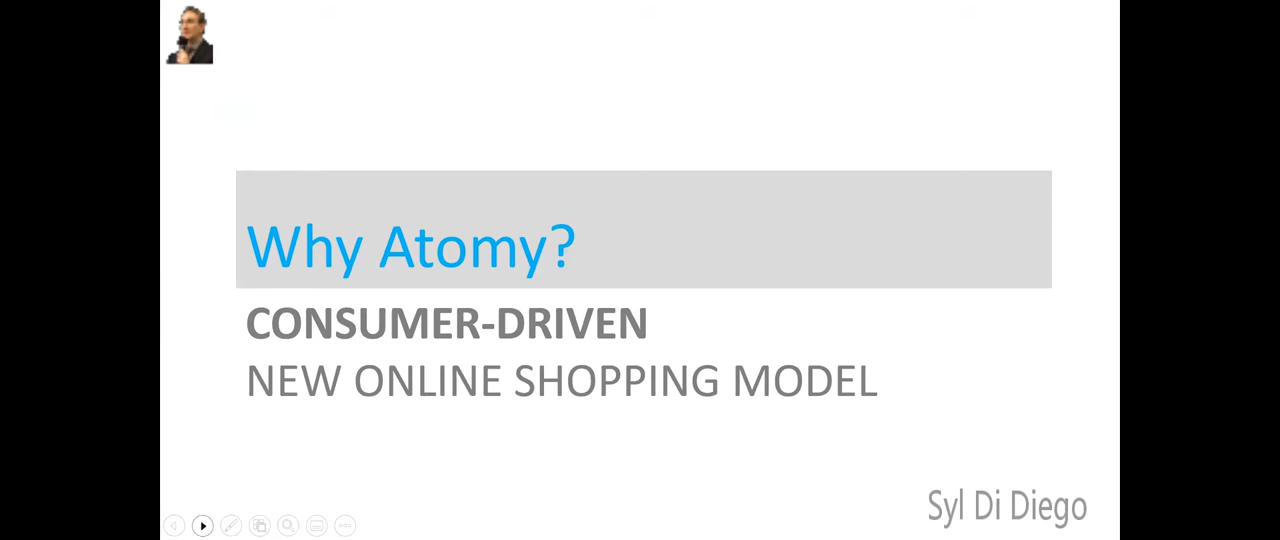 Why Atomy?
CONSUMER-DRIVEN
NEW ONLINE SHOPPING MODEL
Syl Di Diego